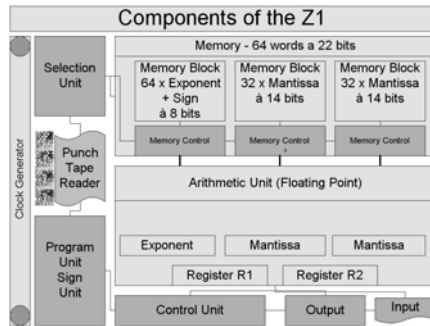 Components of the Z1
Clock Generator
Selection
Unit
Punch
Tape
Reader
Program
Unit
Sign
Unit
Memory - 64 words a 22 bits
Memory Block
64 x Exponent
+ Sign
à 8 bits
Memory Block
32 x Mantissa
à 14 bits
Memory Block
32 x Mantissa
à 14 bits
Memory Control
Memory Control
Memory Control
Arithmetic Unit (Floating Point)
Exponent
Mantissa
Mantissa
Register R1
Register R2
Control Unit
Output
Input